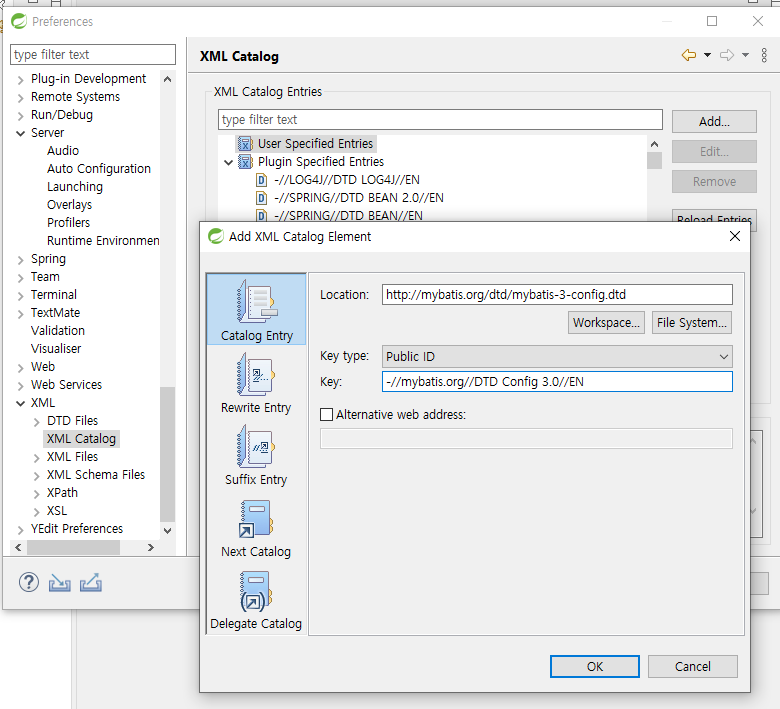 Preferences
type filter text
Plug-in Development
Remote Systems
Run/Debug
Server
Audio
Auto Configuration
Launching
Overlays
Profilers
Runtime Environmen
Spring
Team
Terminal
TextMate
Validation
Visualiser
Web
Web Services
XML
DTD Files
XML Catalog
XML Files
XML Schema Files
XPath
XSL
YEdit Preferences
XML Catalog
XML Catalog Entries
type filter text
User Specified Entries
Plugin Specified Entries
-//LOG4J//DTD LOG4J//EN
-//SPRING//DTD BEAN 2.0//EN
-//SPRING//DTD BEAN//EN
Add...
Edit...
Remove
Reload Entries
Add XML Catalog Element
Catalog Entry
Rewrite Entry
Suffix Entry
Next Catalog
Delegate Catalog
Location: http://mybatis.org/dtd/mybatis-3-config.dtd
Workspace... File System...
Key type: Public ID
Key: -//mybatis.org//DTD Config 3.0//EN
Alternative web address:
OK Cancel